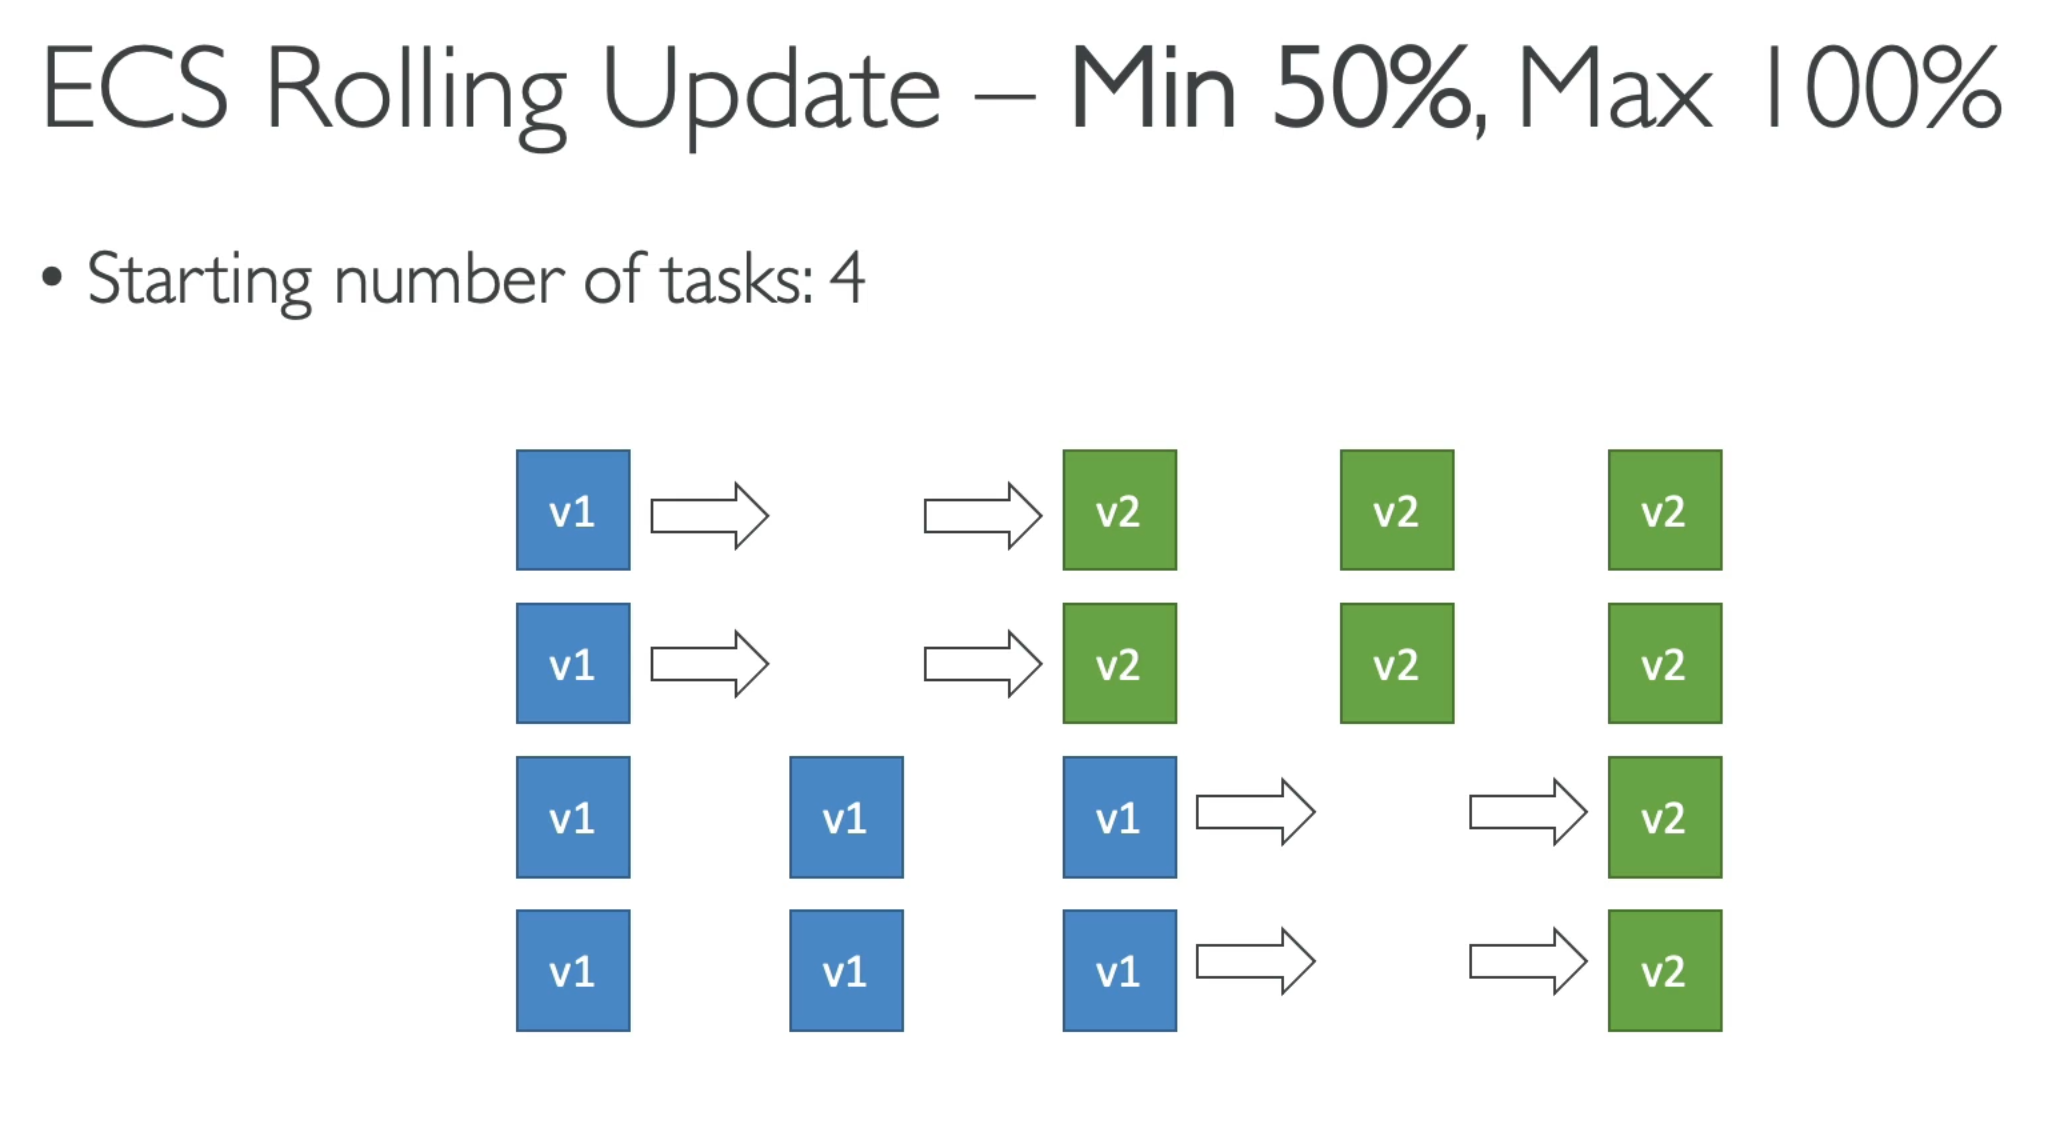 ECS Rolling Update – Min 50%, Max 100%
• Starting number of tasks: 4
v1 v2 v2 v2
v1 v2 v2 v2
v1 v1 v1 v2
v1 v1 v1 v2